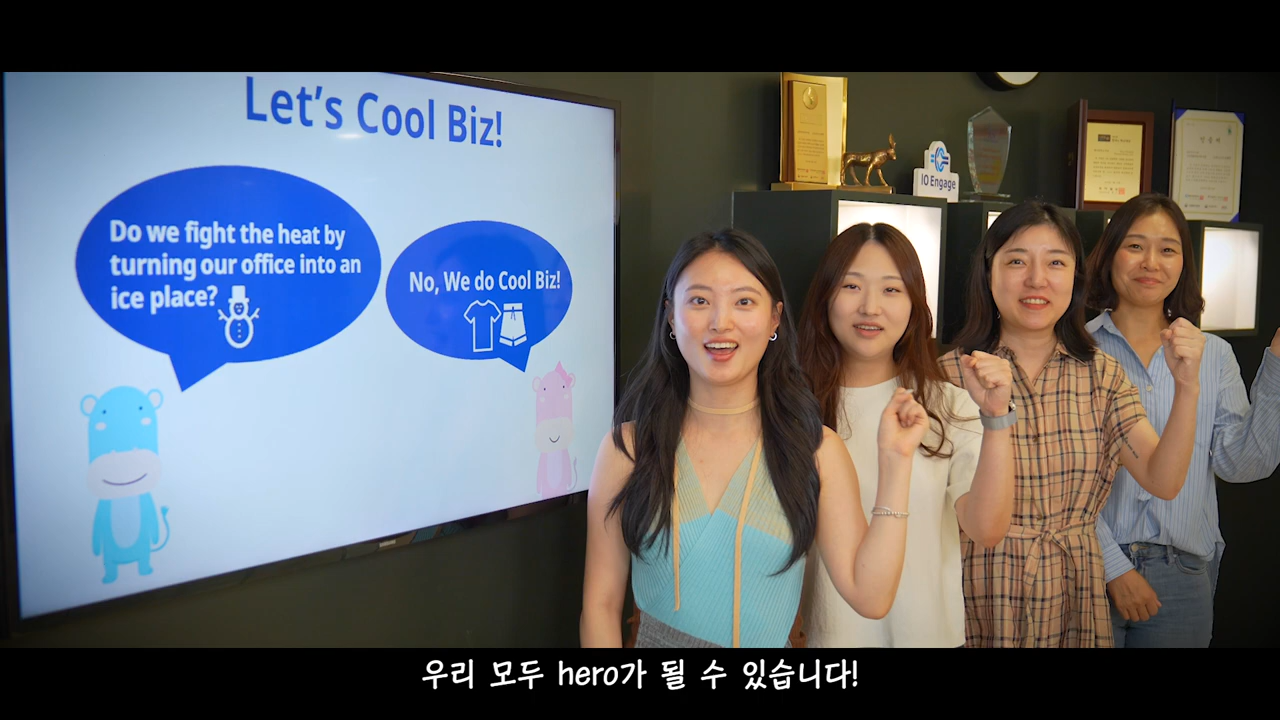 Let's Cool Biz!
Do we fight the heat by
turning our office into an
ice place?
No, We do Cool Biz!
IO Engage
우리 모두 hero가 될 수 있습니다!